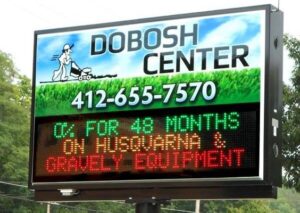 DOBOSH
CENTER
412-655-7570
0% FOR 48 MONTHS
ON HUSQVARNA &
GRAVELY EQUIPMENT